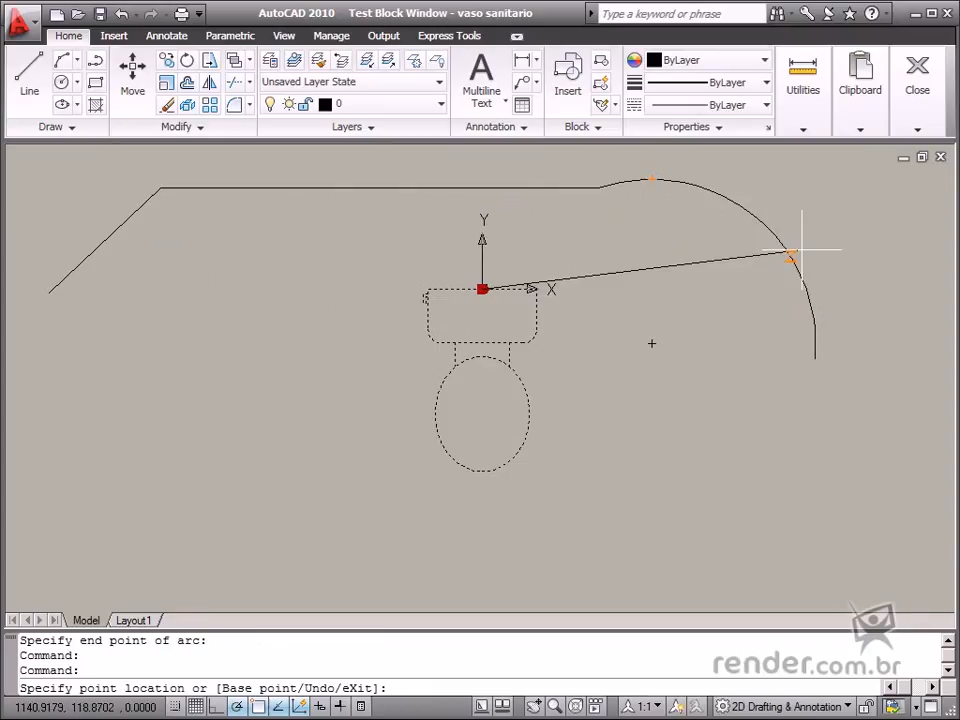 AutoCAD 2010 Test Block Window - vaso sanitario
Type a keyword or phrase
Home Insert Annotate Parametric View Manage Output Express Tools
Line
Move
Unsaved Layer State
0
Multiline
Text
Insert
ByLayer
ByLayer
ByLayer
Utilities
Clipboard
Close
Draw Modify Layers Annotation Block Properties
Y
X
Model Layout1
Specify end point of arc:
Command:
Command:
Specify point location or [Base point/Undo/eXit]:
render.com.br
1140.9179, 118.8702 , 0.0000
1:1
2D Drafting & Annotation